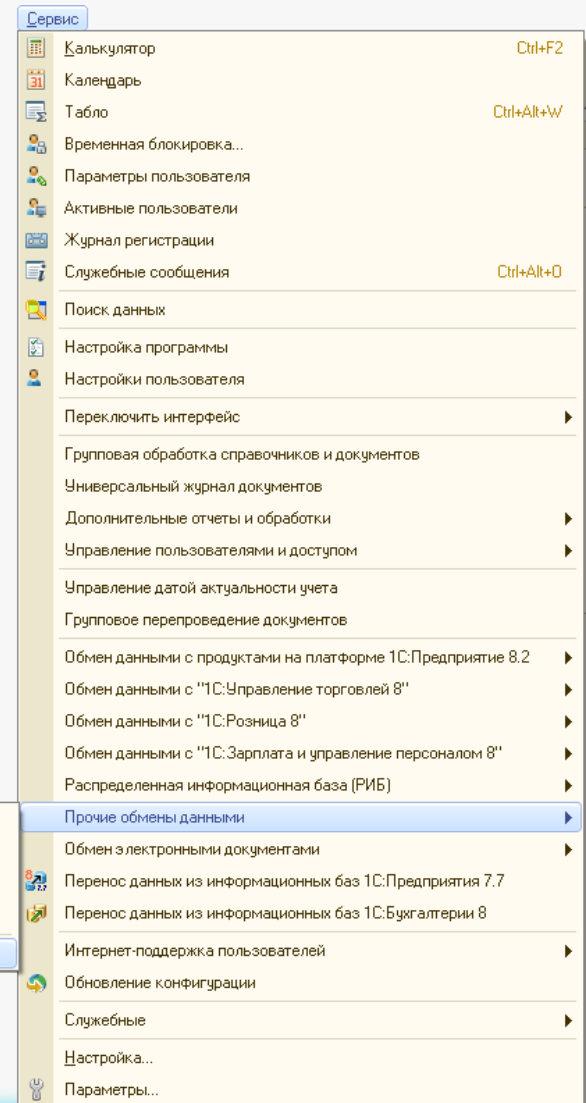 Сервис
Калькулятор Ctrl+F2
31 Календарь
Табло Ctrl+Alt+W
Временная блокировка...
Параметры пользователя
Активные пользователи
Журнал регистрации
Служебные сообщения Ctrl+Alt+O
Поиск данных
Настройка программы
Настройки пользователя
Переключить интерфейс
Групповая обработка справочников и документов
Универсальный журнал документов
Дополнительные отчеты и обработки
Управление пользователями и доступом
Управление датой актуальности учета
Групповое перепроведение документов
Обмен данными с продуктами на платформе 1С:Предприятие 8.2
Обмен данными с "1С:Управление торговлей 8"
Обмен данными с "1С:Розница 8"
Обмен данными с "1С:Зарплата и управление персоналом 8"
Распределенная информационная база (РИБ)
Прочие обмены данными
Обмен электронными документами
8 7.7 Перенос данных из информационных баз 1С:Предприятия 7.7
Перенос данных из информационных баз 1С:Бухгалтерии 8
Интернет-поддержка пользователей
Обновление конфигурации
Служебные
Настройка...
Параметры...